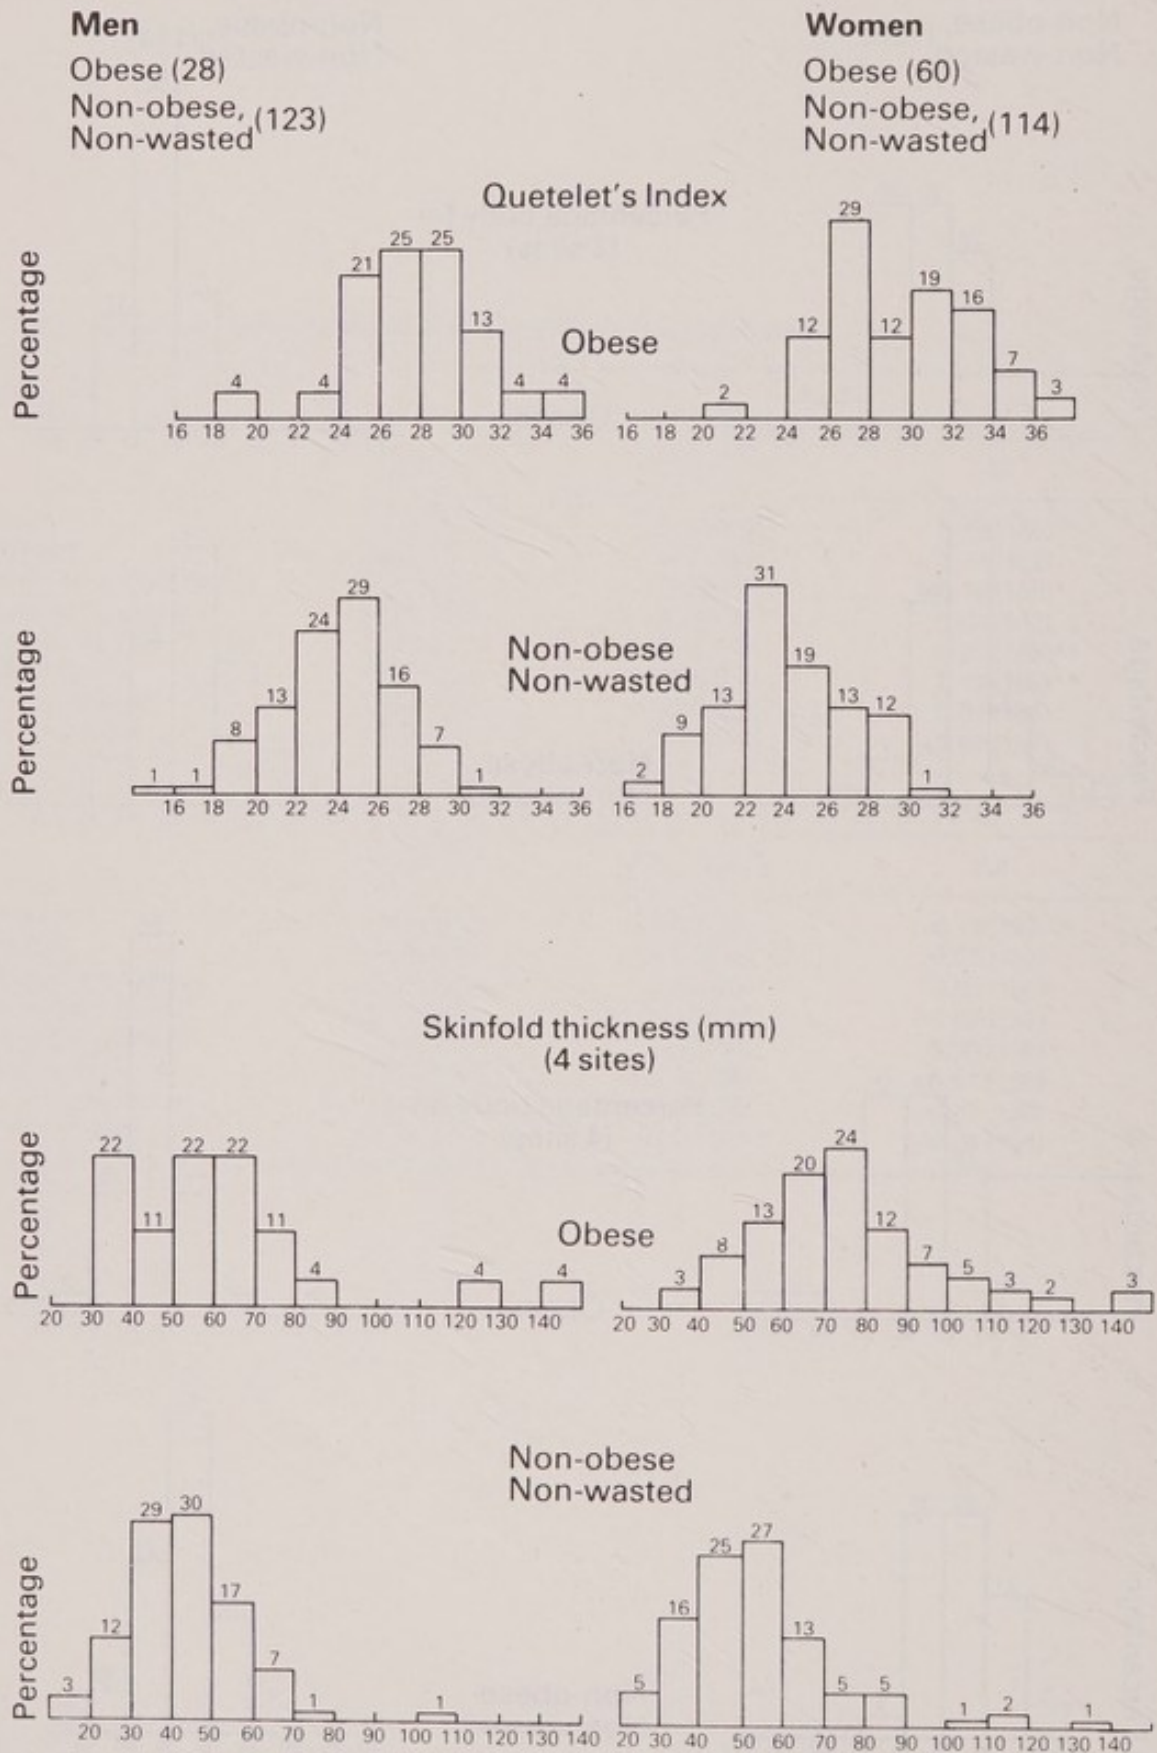 Men
Obese (28)
Non-obese, (123)
Non-wasted
Women
Obese (60)
Non-obese, (114)
Non-wasted
Quetelet's Index
Percentage
4 4 21 25 25 13 4 4
16 18 20 22 24 26 28 30 32 34 36
Obese
2 12 29 12 19 16 7 3
16 18 20 22 24 26 28 30 32 34 36
Percentage
1 1 8 13 24 29 16 7 1
16 18 20 22 24 26 28 30 32 34 36
Non-obese
Non-wasted
2 9 13 31 19 13 12 1
16 18 20 22 24 26 28 30 32 34 36
Skinfold thickness (mm)
(4 sites)
Percentage
22 11 22 22 11 4 4 4
20 30 40 50 60 70 80 90 100 110 120 130 140
Obese
3 8 13 20 24 12 7 5 3 2 3
20 30 40 50 60 70 80 90 100 110 120 130 140
Non-obese
Non-wasted
Percentage
3 12 29 30 17 7 1 1
20 30 40 50 60 70 80 90 100 110 120 130 140
5 16 25 27 13 5 5 1 2 1
20 30 40 50 60 70 80 90 100 110 120 130 140